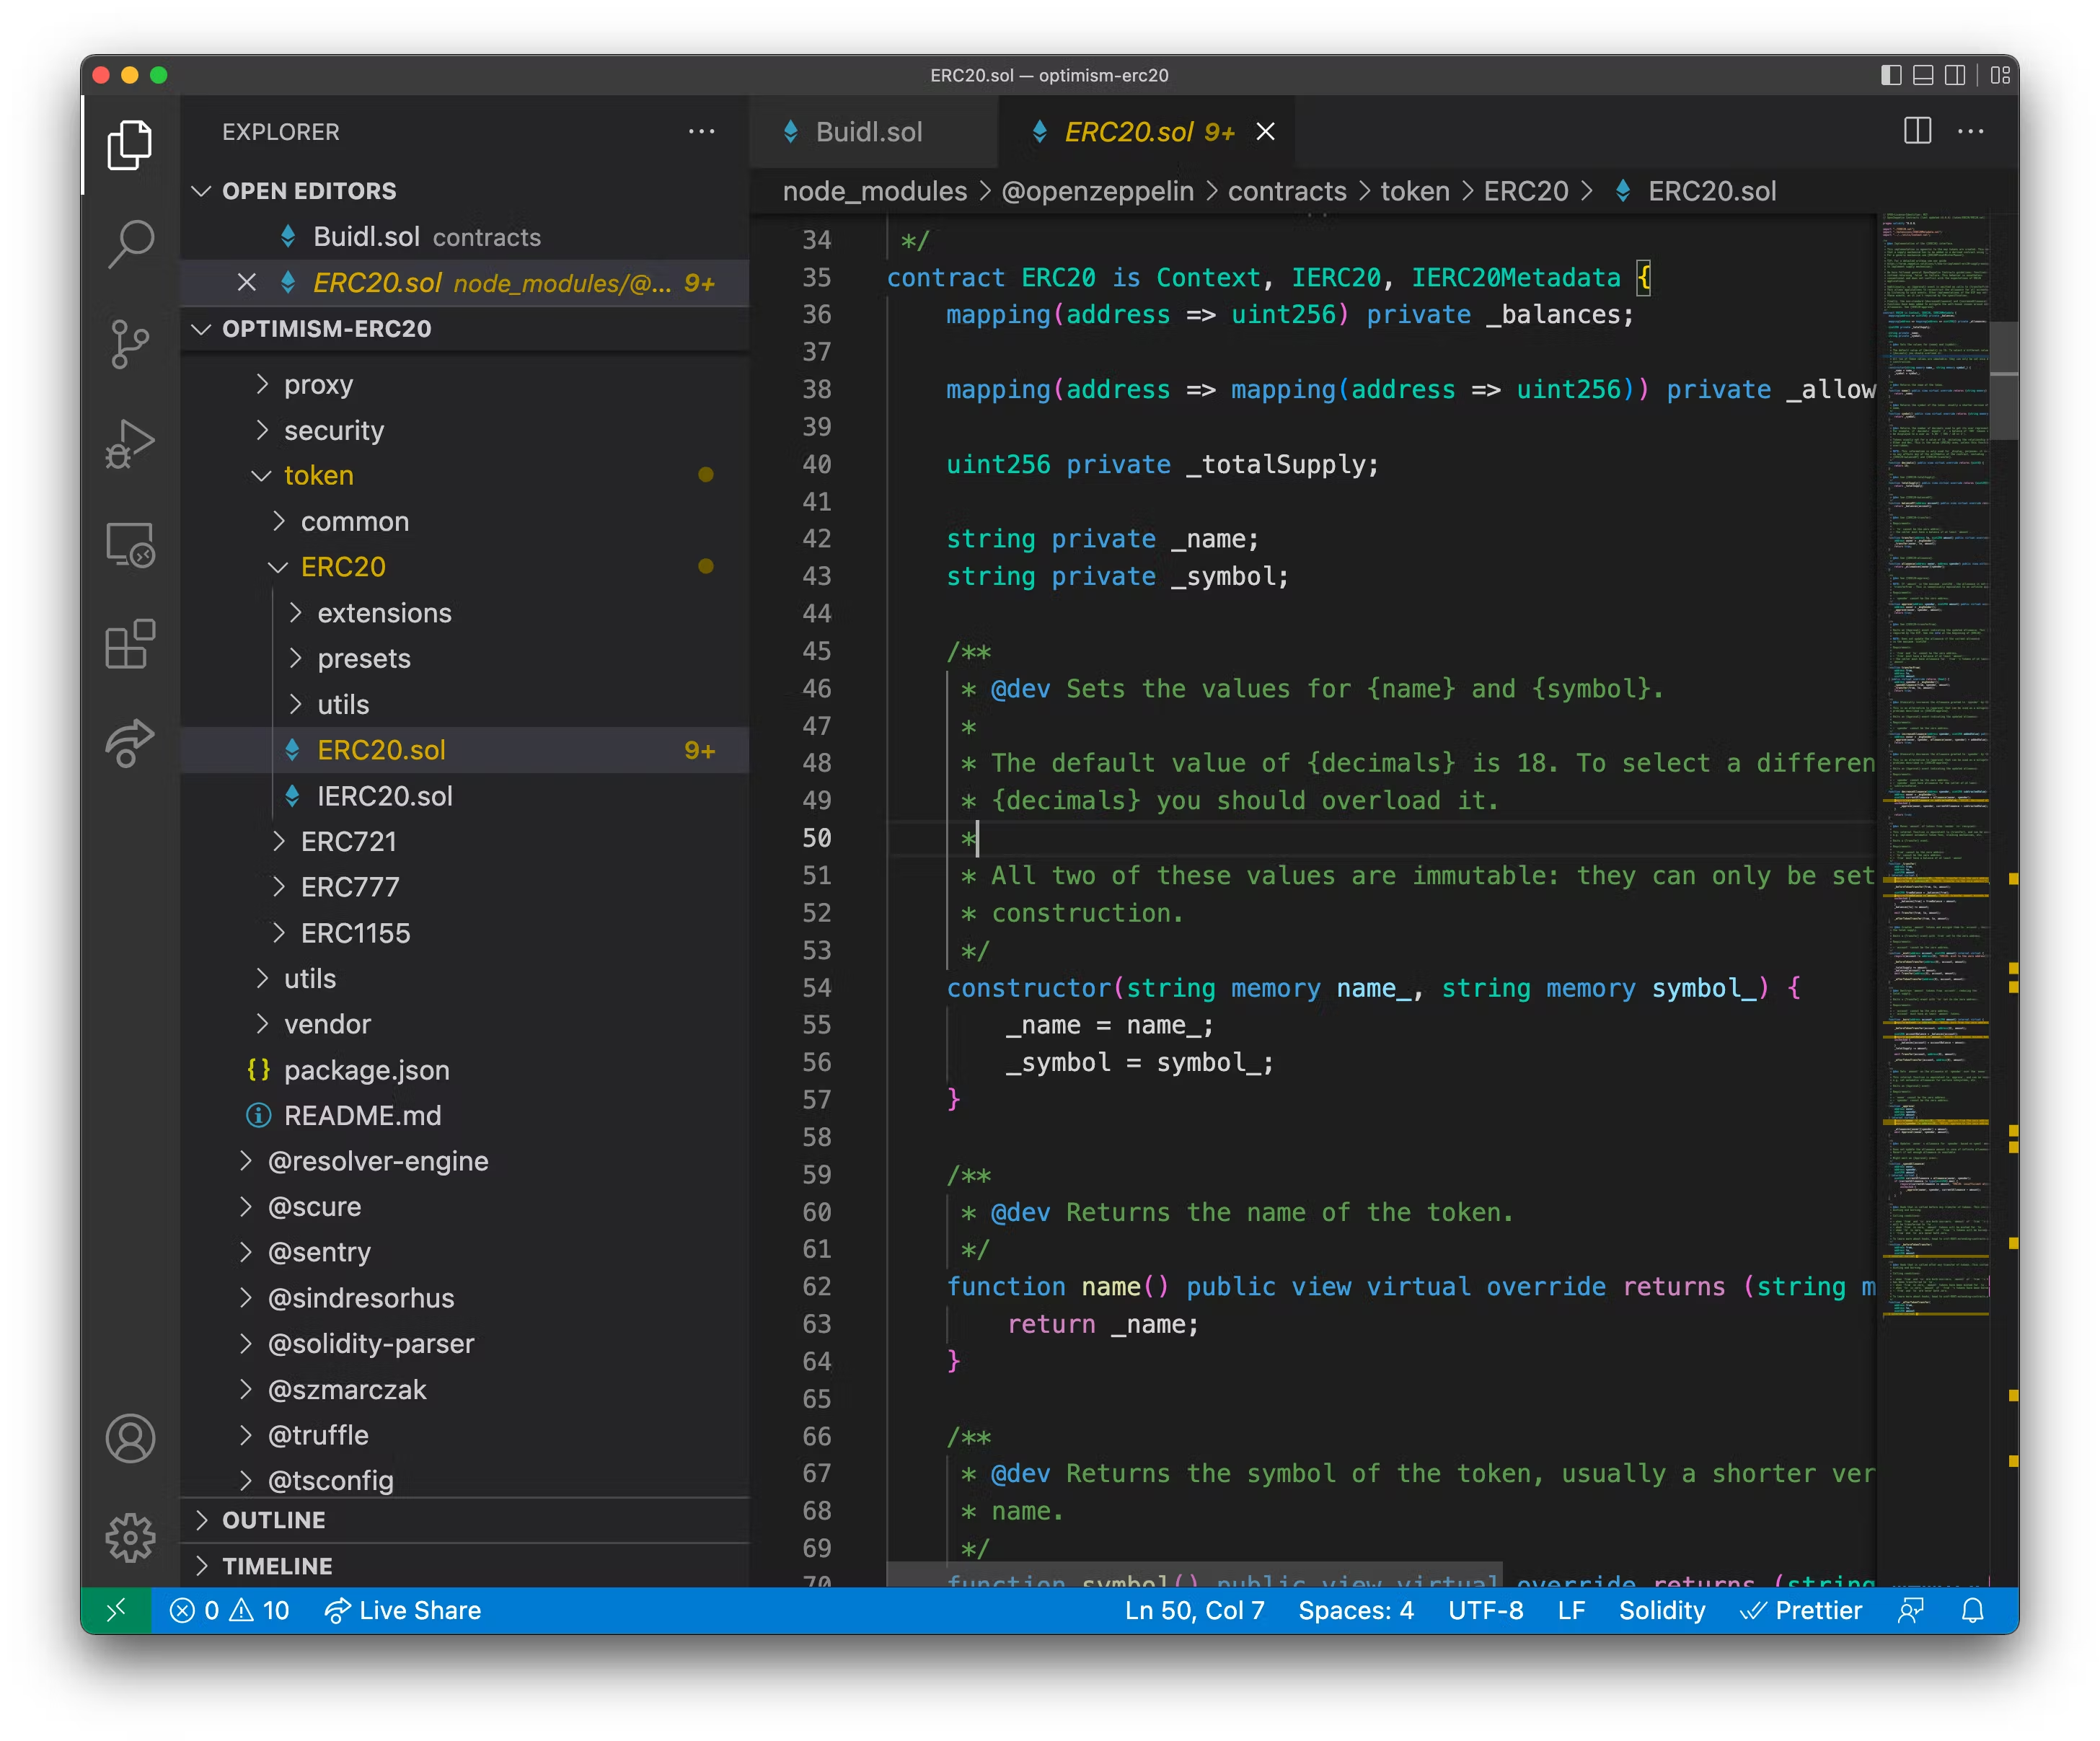 ERC20.sol — optimism-erc20
EXPLORER
OPEN EDITORS
Buidl.sol contracts
ERC20.sol node_modules/@... 9+
OPTIMISM-ERC20
proxy
security
token
common
ERC20
extensions
presets
utils
ERC20.sol 9+
IERC20.sol
ERC721
ERC777
ERC1155
utils
vendor
{} package.json
README.md
@resolver-engine
@scure
@sentry
@sindresorhus
@solidity-parser
@szmarczak
@truffle
@tsconfig
OUTLINE
TIMELINE
Buidl.sol
ERC20.sol 9+
node_modules > @openzeppelin > contracts > token > ERC20 > ERC20.sol
34 */
35 contract ERC20 is Context, IERC20, IERC20Metadata {
36 mapping(address => uint256) private _balances;
37
38 mapping(address => mapping(address => uint256)) private _allow
39
40 uint256 private _totalSupply;
41
42 string private _name;
43 string private _symbol;
44
45 /**
46 * @dev Sets the values for {name} and {symbol}.
47 *
48 * The default value of {decimals} is 18. To select a differen
49 * {decimals} you should overload it.
50 *
51 * All two of these values are immutable: they can only be set
52 * construction.
53 */
54 constructor(string memory name_, string memory symbol_) {
55 _name = name_;
56 _symbol = symbol_;
57 }
58
59 /**
60 * @dev Returns the name of the token.
61 */
62 function name() public view virtual override returns (string m
63 return _name;
64 }
65
66 /**
67 * @dev Returns the symbol of the token, usually a shorter ver
68 * name.
69 */
70 function symbol() public view virtual override returns (string
0 10 Live Share
Ln 50, Col 7 Spaces: 4 UTF-8 LF Solidity Prettier